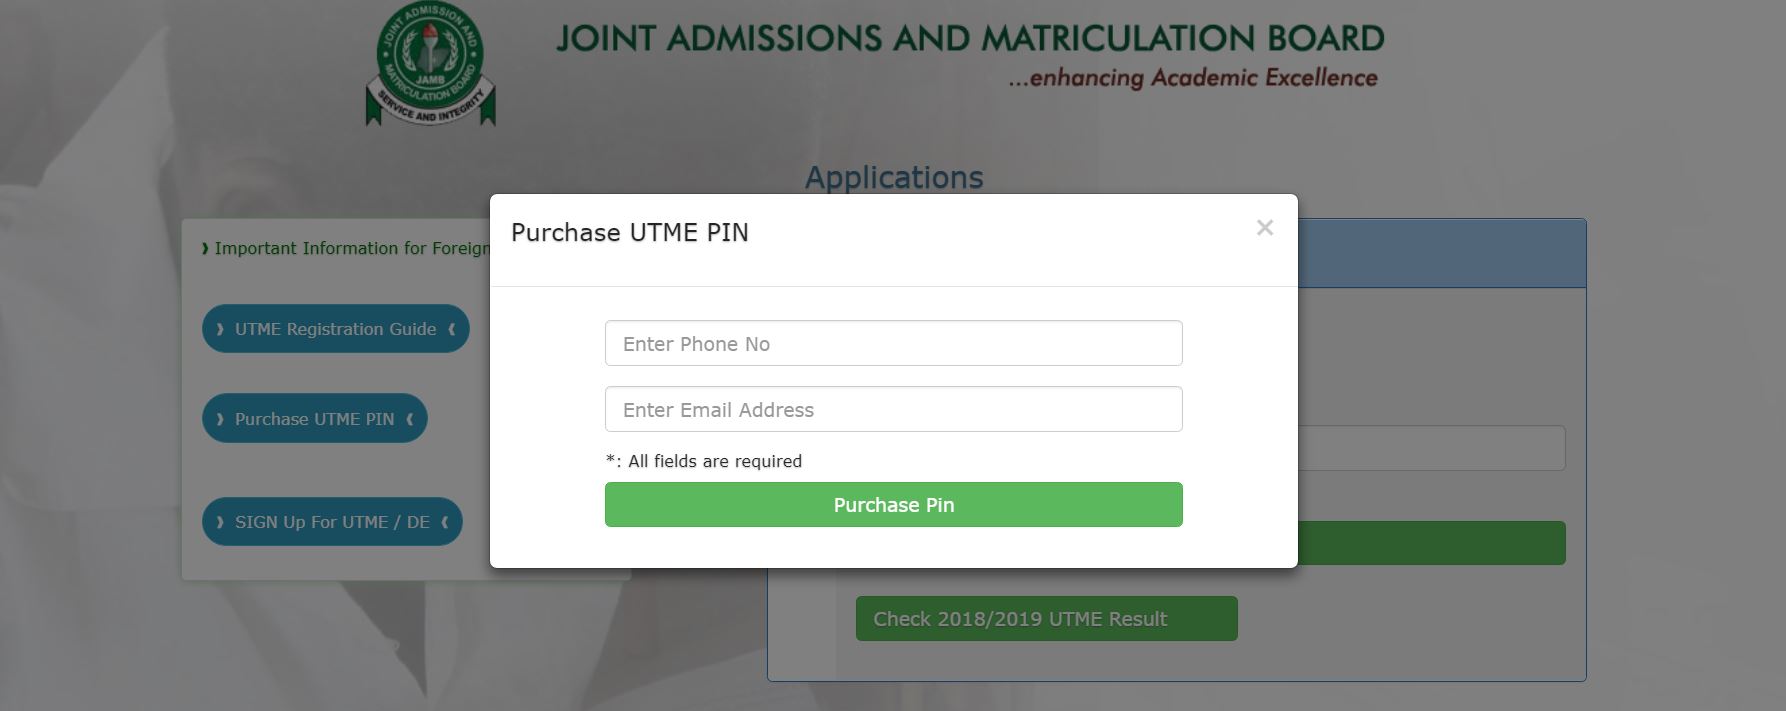 JOINT ADMISSION AND
MATRICULATION BOARD
JAMB
SERVICE AND INTEGRITY
JOINT ADMISSIONS AND MATRICULATION BOARD
...enhancing Academic Excellence
Applications
Purchase UTME PIN
×
Important Information for Foreign
UTME Registration Guide
Enter Phone No
Purchase UTME PIN
Enter Email Address
*: All fields are required
Purchase Pin
SIGN Up For UTME / DE
Check 2018/2019 UTME Result